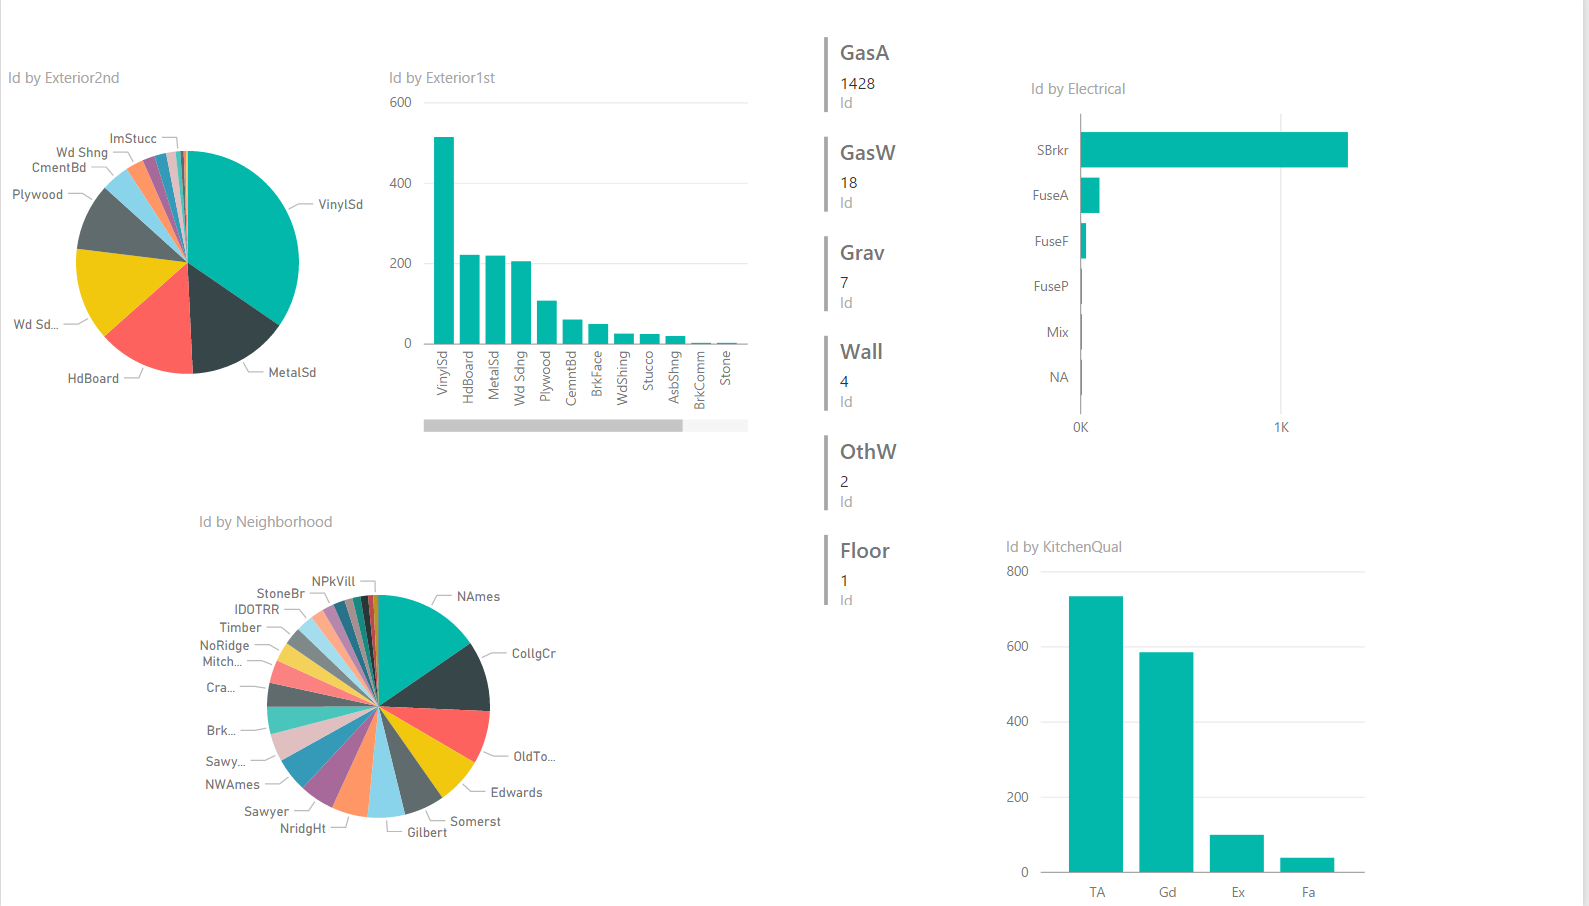 Id by Exterior2nd
ImStucc
Wd Shng
CmentBd
Plywood
Wd Sd...
HdBoard
MetalSd
VinylSd
Id by Exterior1st
600
400
200
0
VinylSd
HdBoard
MetalSd
Wd Sdng
Plywood
CemntBd
BrkFace
WdShing
Stucco
AsbShng
BrkComm
Stone
GasA
1428
Id
GasW
18
Id
Grav
7
Id
Wall
4
Id
OthW
2
Id
Floor
1
Id
Id by Electrical
SBrkr
FuseA
FuseF
FuseP
Mix
NA
0K
1K
Id by Neighborhood
NPkVill
StoneBr
IDOTRR
Timber
NoRidge
Mitch...
Cra...
Brk...
Sawy...
NWAmes
Sawyer
NridgHt
Gilbert
Somerst
Edwards
OldTo...
CollgCr
NAmes
Id by KitchenQual
800
600
400
200
0
TA
Gd
Ex
Fa